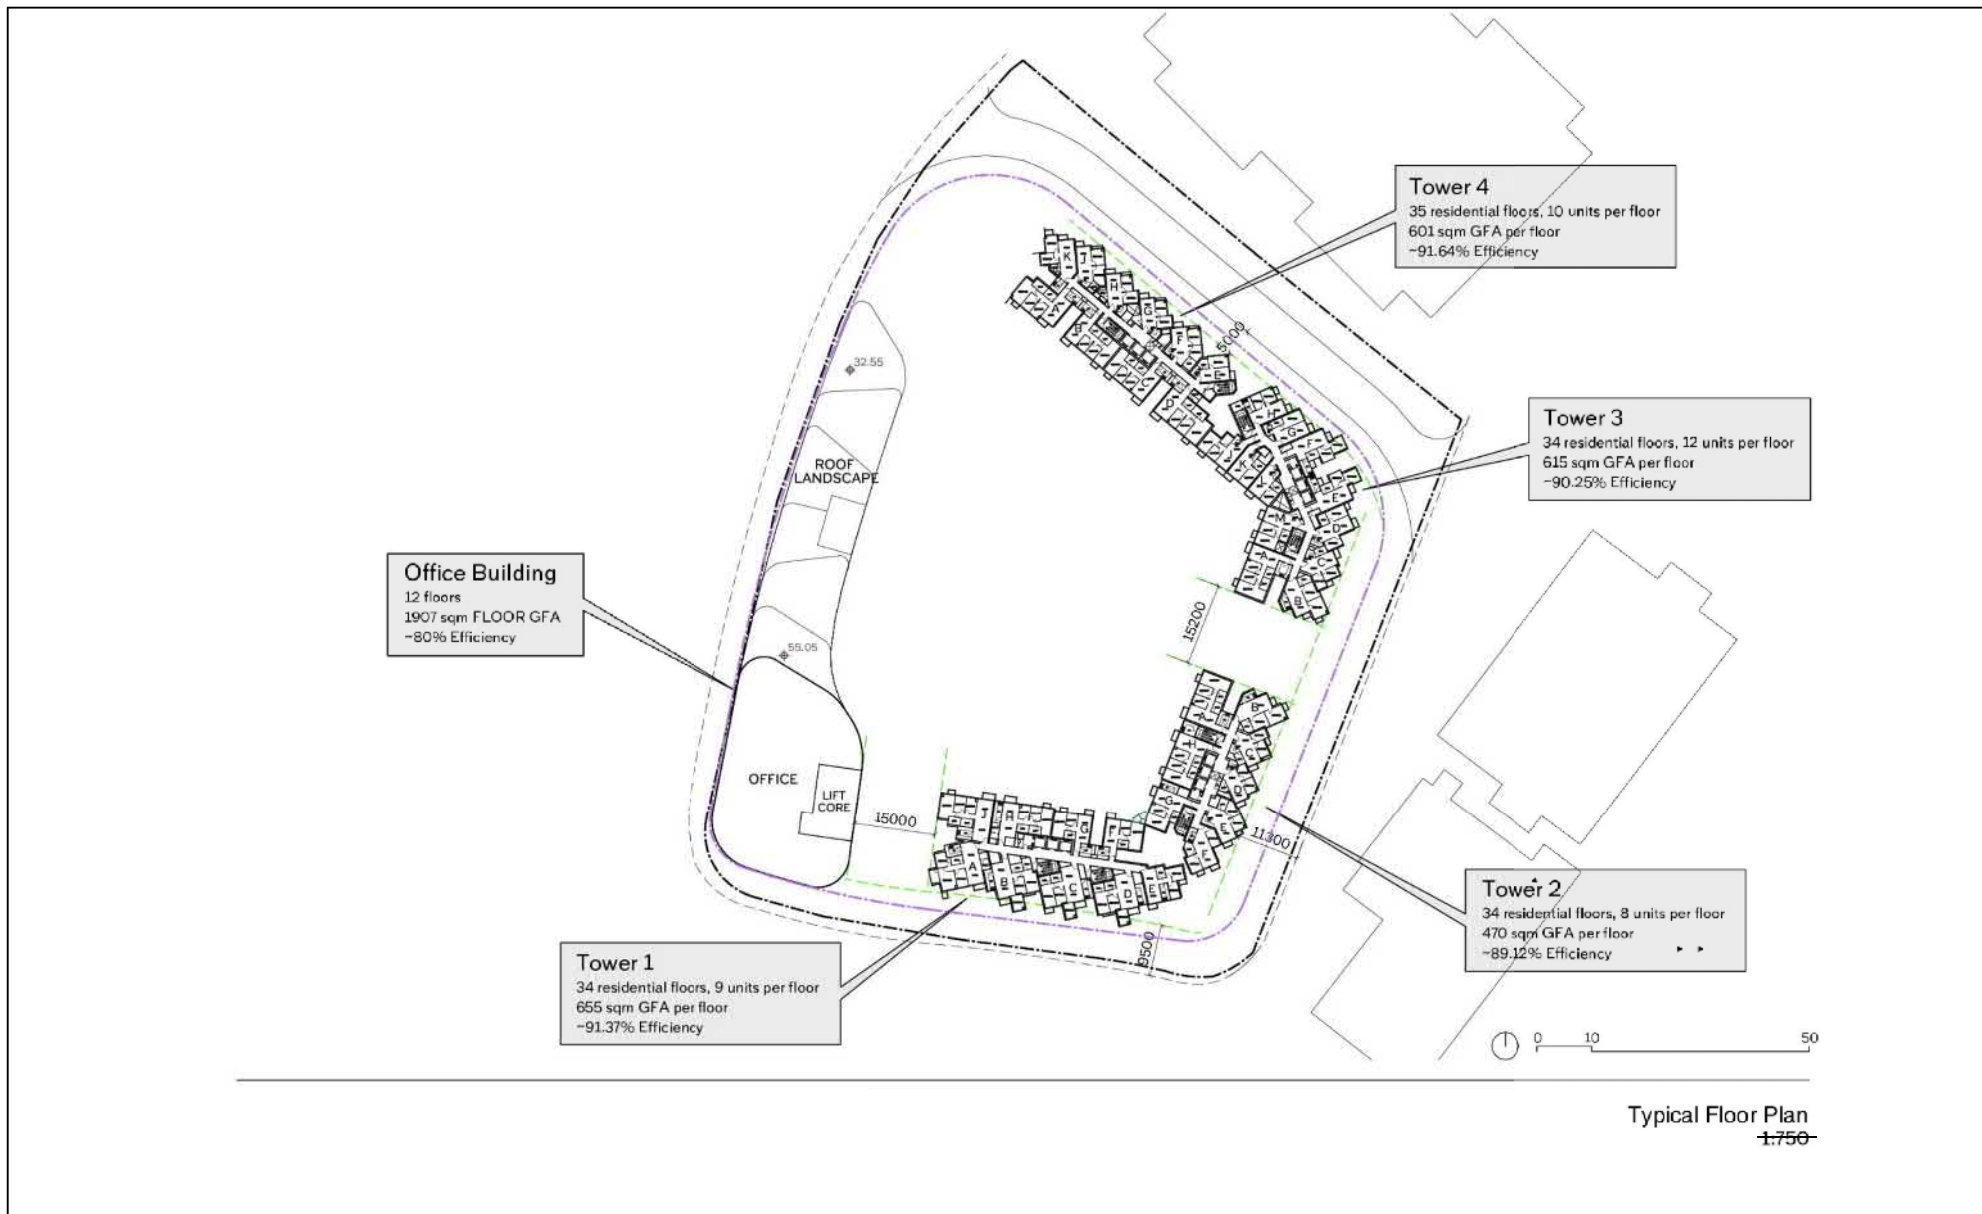 Tower 4
35 residential floors, 10 units per floor
601 sqm GFA per floor
~91.64% Efficiency
Tower 3
34 residential floors, 12 units per floor
615 sqm GFA per floor
~90.25% Efficiency
Office Building
12 floors
1907 sqm FLOOR GFA
~80% Efficiency
Tower 2
34 residential floors, 8 units per floor
470 sqm GFA per floor
~89.12% Efficiency
Tower 1
34 residential floors, 9 units per floor
655 sqm GFA per floor
~91.37% Efficiency
32.55
ROOF
LANDSCAPE
55.05
OFFICE
LIFT
CORE
15000
5000
15200
11300
9500
K
J
H
G
F
E
A
B
C
D
H
G
F
E
D
C
B
A
M
L
K
J
A
B
C
D
E
F
G
H
J
H
G
F
A
B
C
D
E
0
10
50
Typical Floor Plan
1:750